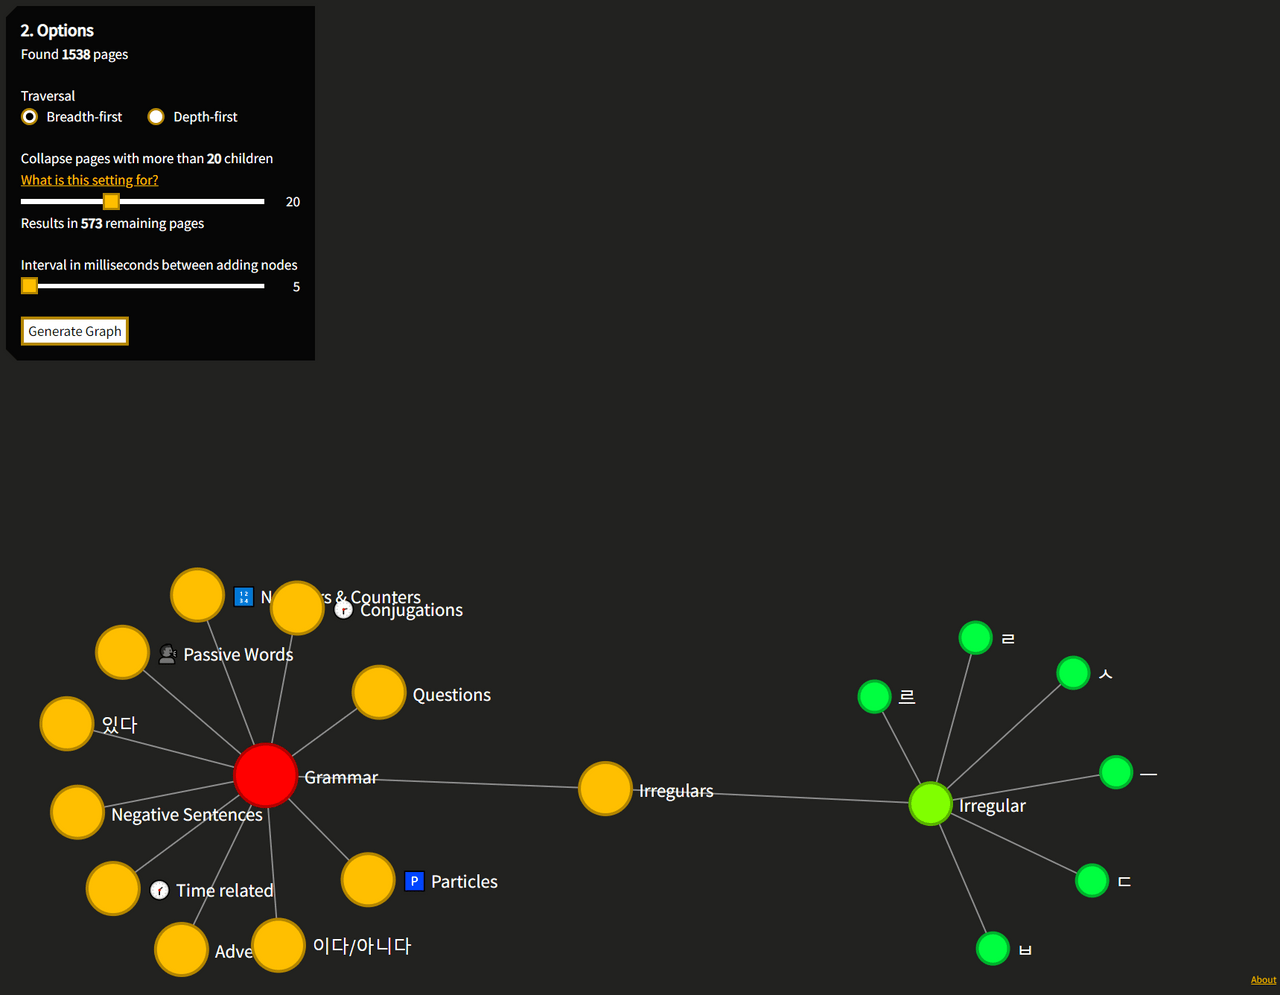 2. Options
Found 1538 pages
Traversal
Breadth-first
Depth-first
Collapse pages with more than 20 children
What is this setting for?
20
Results in 573 remaining pages
Interval in milliseconds between adding nodes
5
Generate Graph
& Counters
Conjugations
Passive Words
Questions
있다
Grammar
Negative Sentences
Time related
P Particles
이다/아니다
Irregulars
Irregular
르
ㄹ
ㅅ
ㅡ
ㄷ
ㅂ
About